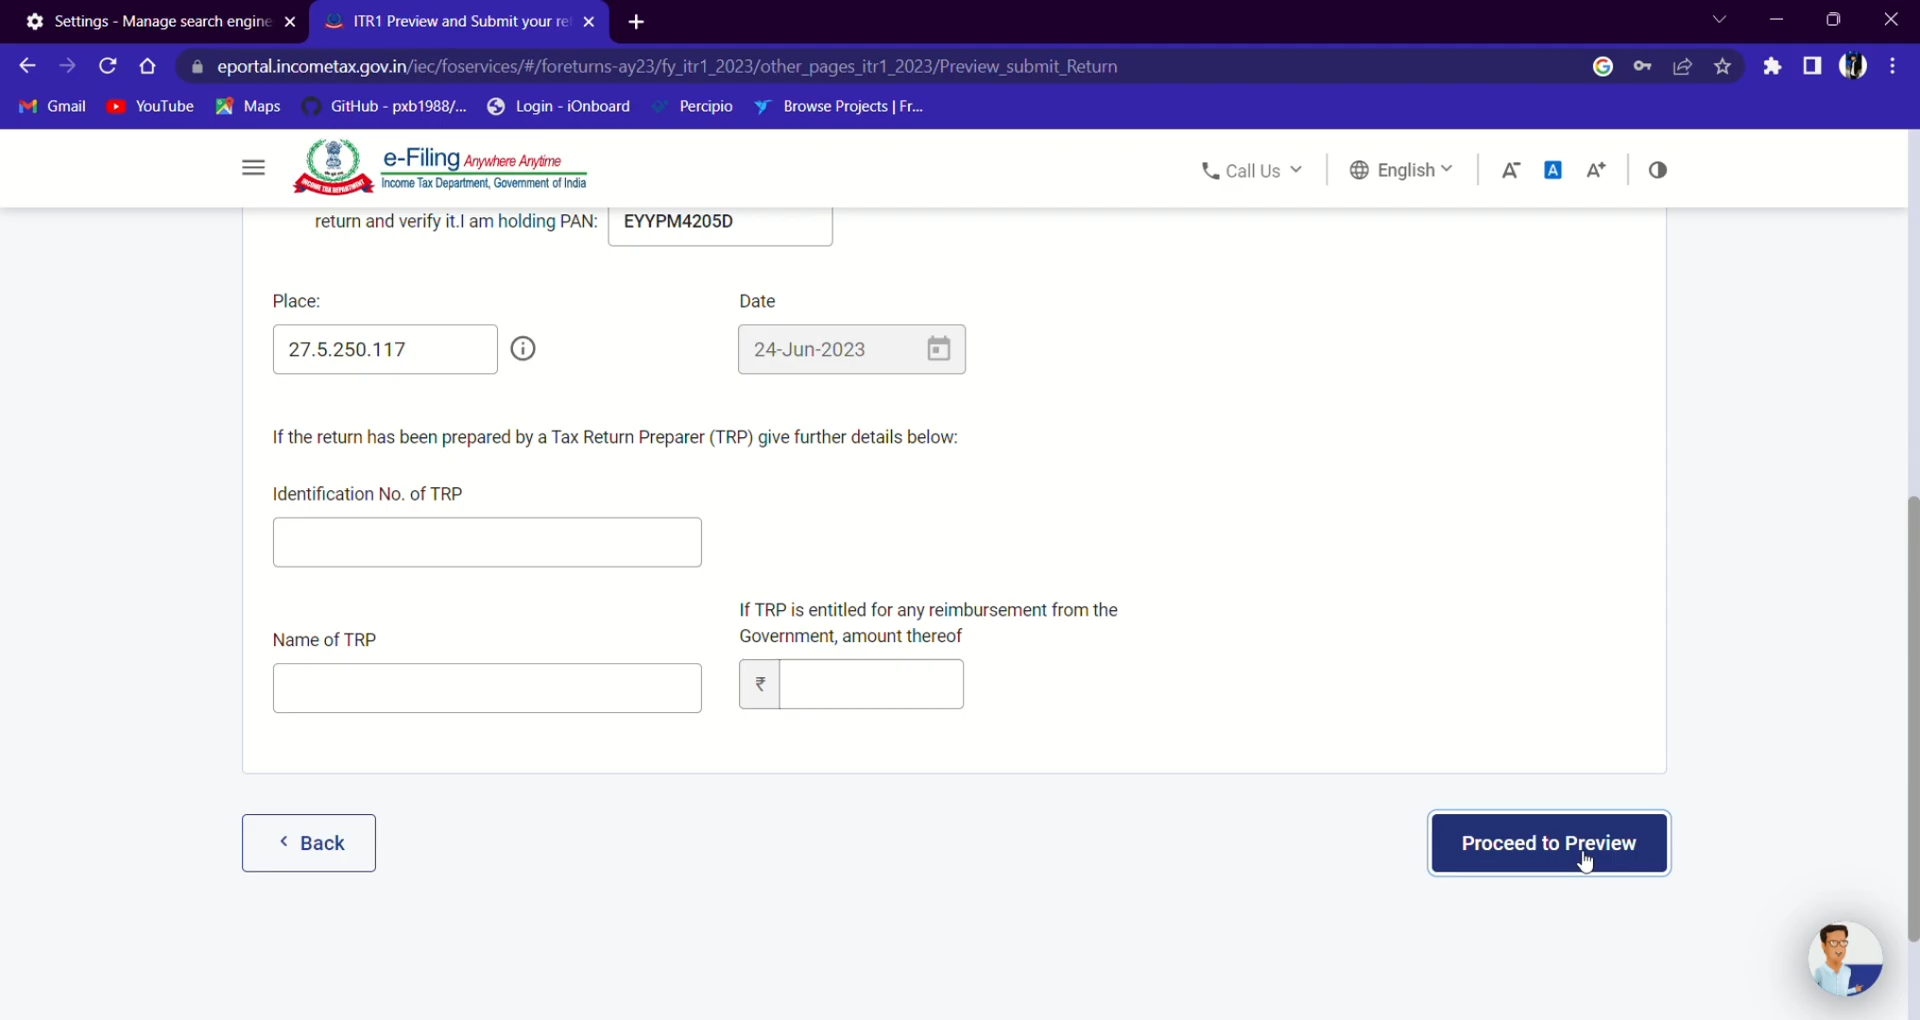 Settings - Manage search engine
ITR1 Preview and Submit your re
eportal.incometax.gov.in/iec/foservices/#/foreturns-ay23/fy_itr1_2023/other_pages_itr1_2023/Preview_submit_Return
Gmail YouTube Maps GitHub - pxb1988/... Login - iOnboard Percipio Browse Projects | Fr...
e-Filing Anywhere Anytime
Income Tax Department, Government of India
INCOME TAX DEPARTMENT
Call Us English A- A A+
return and verify it.I am holding PAN: EYYPM4205D
Place: Date
27.5.250.117 24-Jun-2023
If the return has been prepared by a Tax Return Preparer (TRP) give further details below:
Identification No. of TRP
If TRP is entitled for any reimbursement from the
Government, amount thereof
Name of TRP
₹
< Back Proceed to Preview